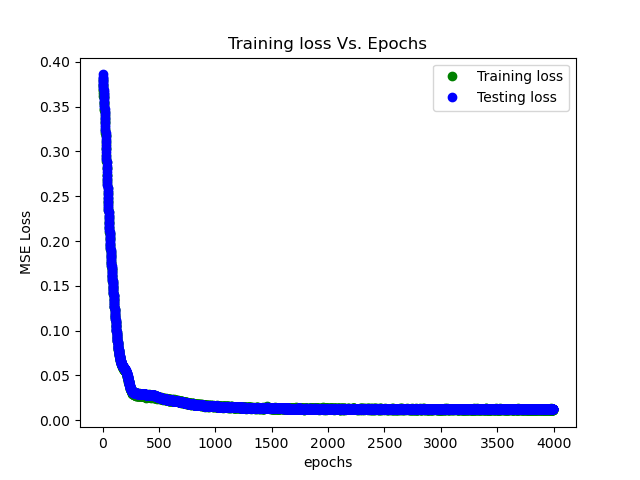 Training loss Vs. Epochs
Training loss
Testing loss
0.40
0.35
0.30
0.25
0.20
0.15
0.10
0.05
0.00
MSE Loss
0 500 1000 1500 2000 2500 3000 3500 4000
epochs